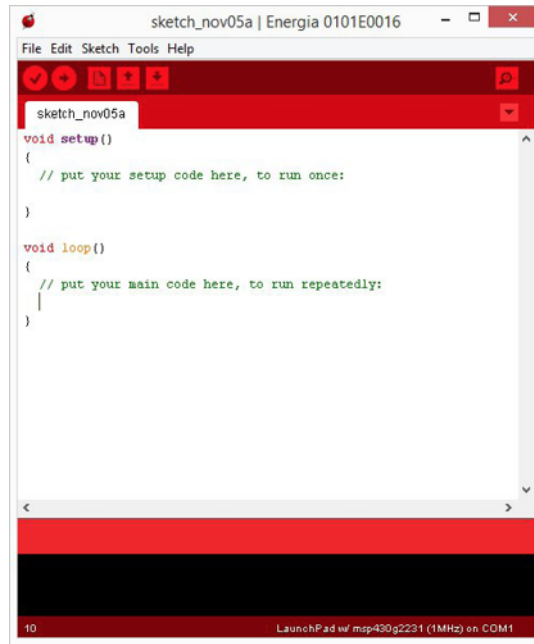 sketch_nov05a | Energia 0101E0016
File Edit Sketch Tools Help
sketch_nov05a
void setup()
{
  // put your setup code here, to run once:
}
void loop()
{
  // put your main code here, to run repeatedly:
}
10 LaunchPad w/ msp430g2231 (1MHz) on COM1